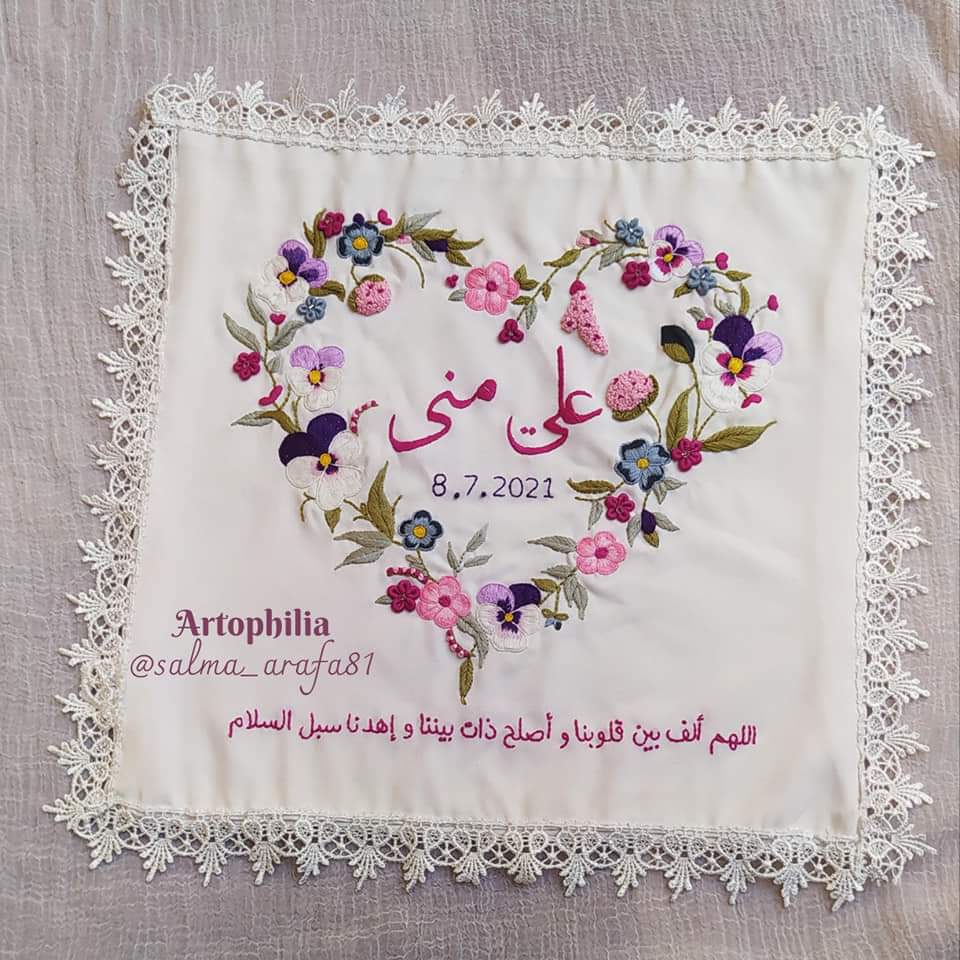 علي منى
8.7.2021
Artophilia
@salma_arafa81
اللهم ألف بين قلوبنا و أصلح ذات بيننا و إهدنا سبل السلام